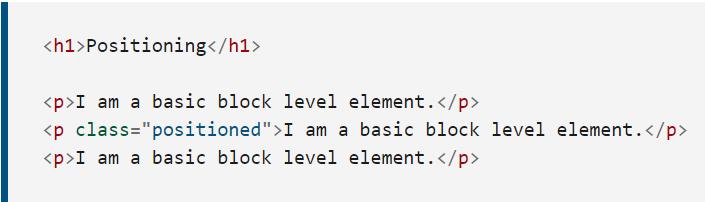 <h1>Positioning</h1>
<p>I am a basic block level element.</p>
<p class="positioned">I am a basic block level element.</p>
<p>I am a basic block level element.</p>